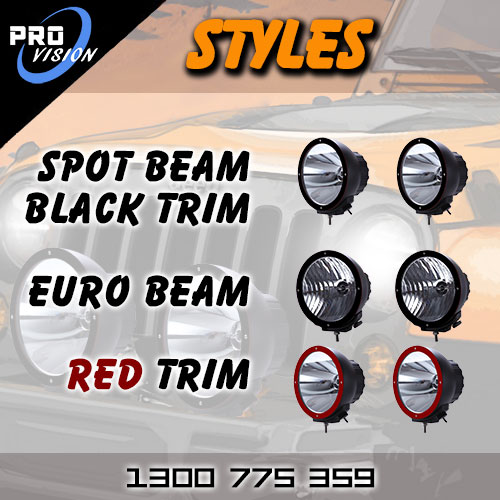 PRO
VISION
STYLES
SPOT BEAM
BLACK TRIM
EURO BEAM
RED TRIM
1300 775 359